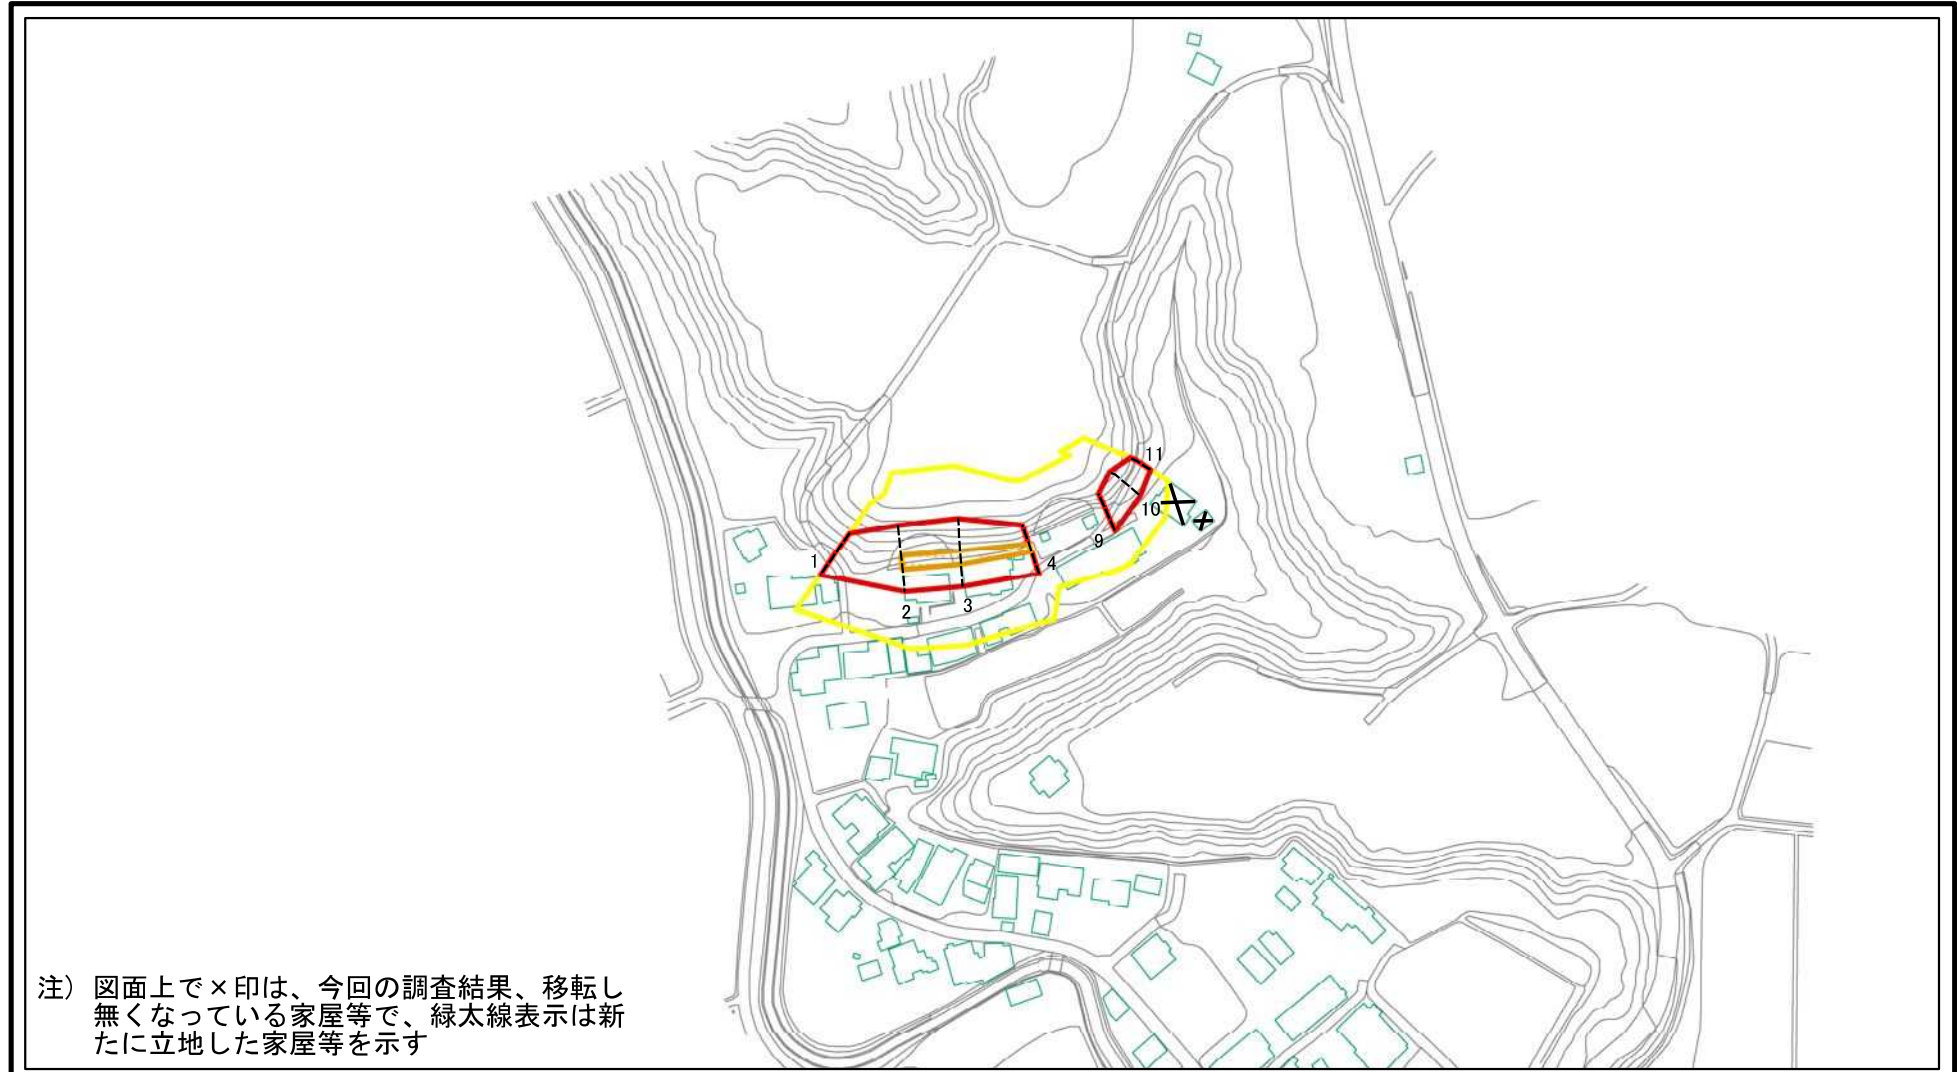 11
1
10
9
4
2
3
注） 図面上で×印は、今回の調査結果、移転し
無くなっている家屋等で、緑太線表示は新
たに立地した家屋等を示す